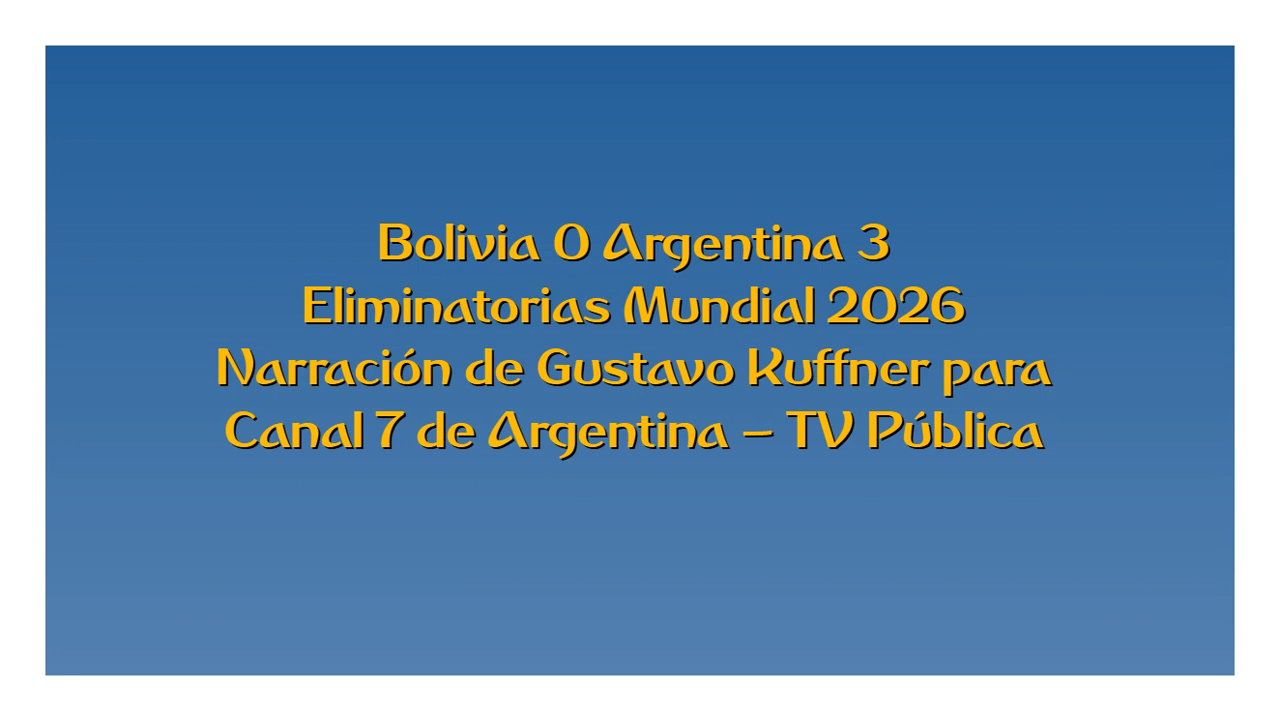 Bolivia 0 Argentina 3
Eliminatorias Mundial 2026
Narración de Gustavo Kuffner para
Canal 7 de Argentina – TV Pública